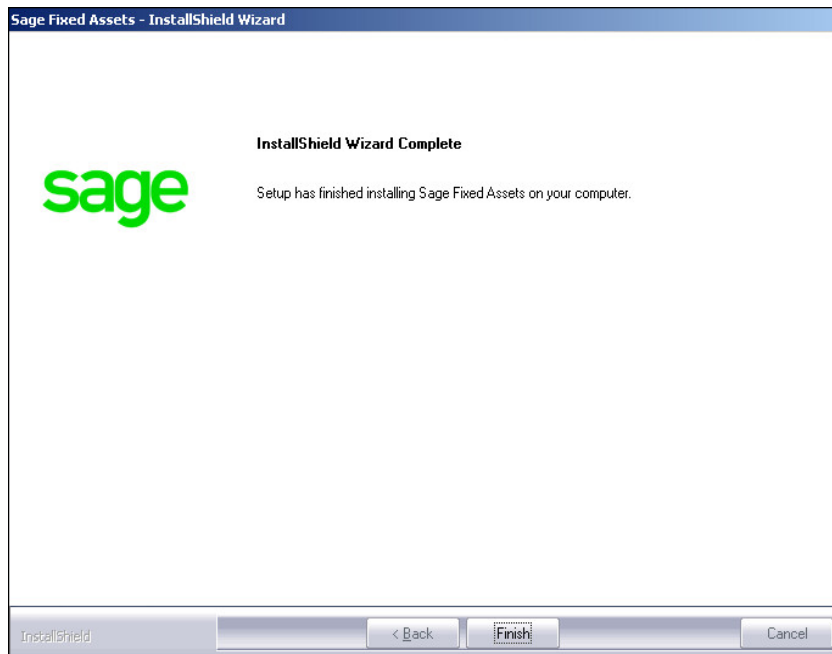 Sage Fixed Assets - InstallShield Wizard
InstallShield Wizard Complete
sage
Setup has finished installing Sage Fixed Assets on your computer.
InstallShield
< Back
Finish
Cancel